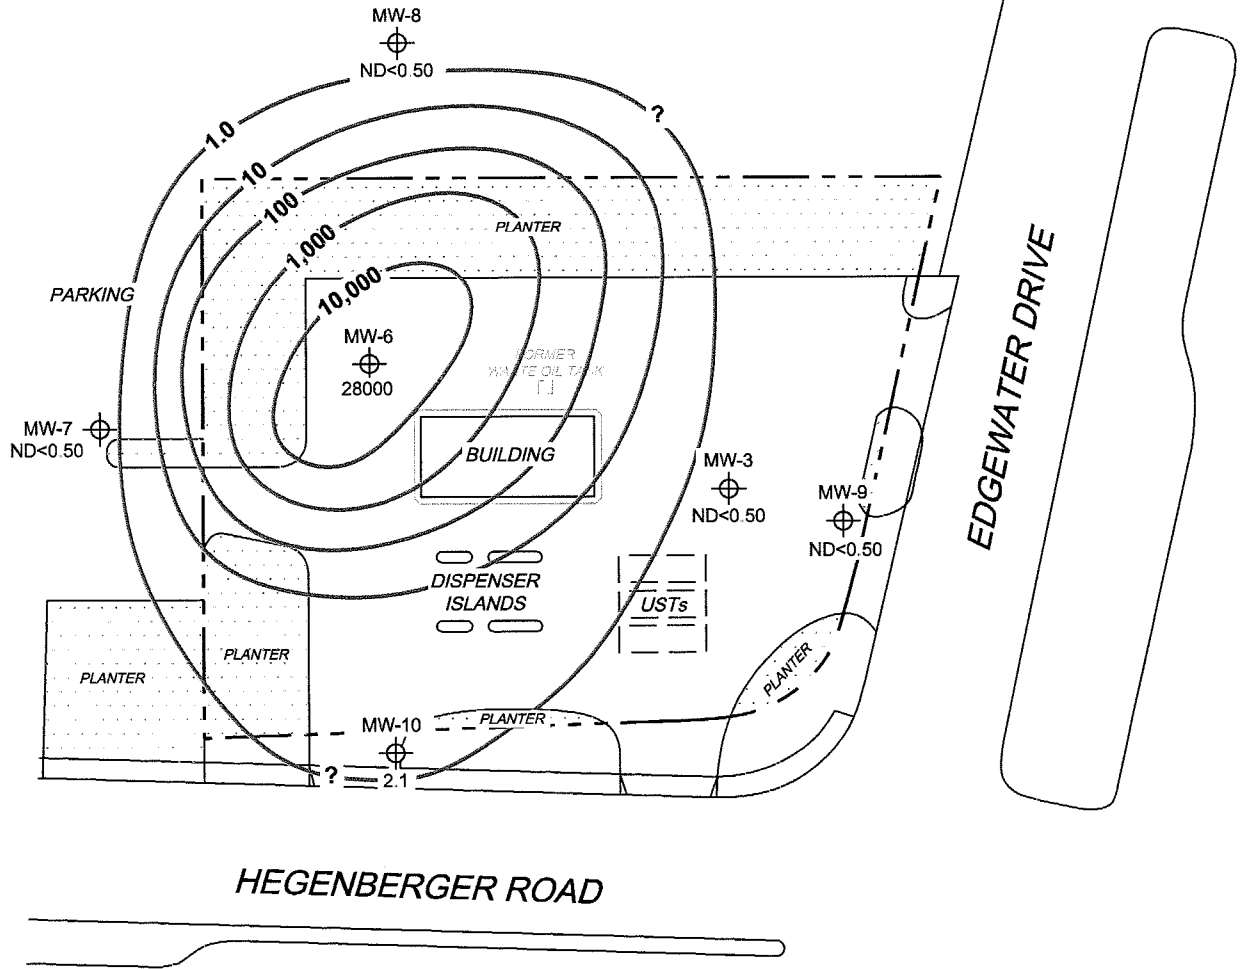 MW-8
ND<0.50
?
1.0
10
100
1,000
10,000
PLANTER
PARKING
MW-6
28000
FORMER
WASTE OIL TANK
MW-7
ND<0.50
BUILDING
MW-3
ND<0.50
MW-9
ND<0.50
EDGEWATER DRIVE
DISPENSER
ISLANDS
USTs
PLANTER
PLANTER
PLANTER
PLANTER
MW-10
2.1
?
HEGENBERGER ROAD